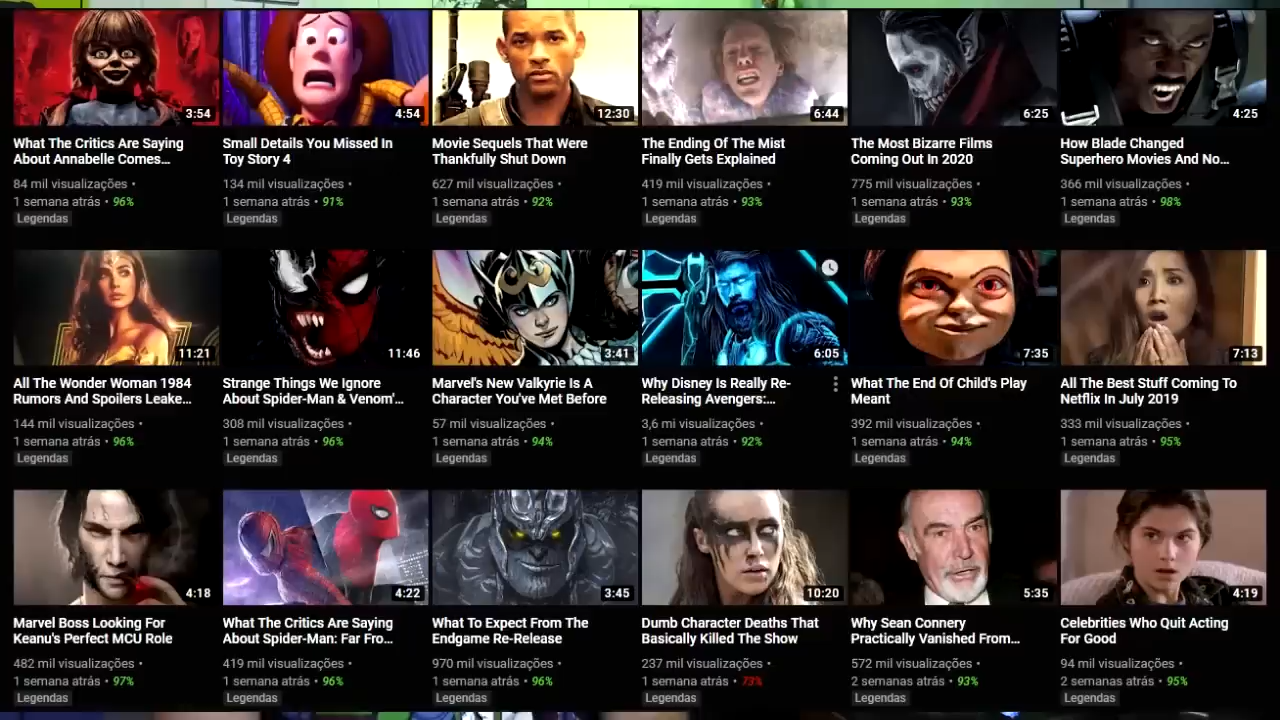 3:54
4:54
12:30
6:44
6:25
4:25
What The Critics Are Saying
About Annabelle Comes...
84 mil visualizações •
1 semana atrás • 96%
Legendas
Small Details You Missed In
Toy Story 4
134 mil visualizações •
1 semana atrás • 91%
Legendas
Movie Sequels That Were
Thankfully Shut Down
627 mil visualizações •
1 semana atrás • 92%
Legendas
The Ending Of The Mist
Finally Gets Explained
419 mil visualizações •
1 semana atrás • 93%
Legendas
The Most Bizarre Films
Coming Out In 2020
775 mil visualizações •
1 semana atrás • 93%
Legendas
How Blade Changed
Superhero Movies And No...
366 mil visualizações •
1 semana atrás • 98%
Legendas
11:21
11:46
3:41
6:05
7:35
7:13
All The Wonder Woman 1984
Rumors And Spoilers Leake...
144 mil visualizações •
1 semana atrás • 96%
Legendas
Strange Things We Ignore
About Spider-Man & Venom'...
308 mil visualizações •
1 semana atrás • 96%
Legendas
Marvel's New Valkyrie Is A
Character You've Met Before
57 mil visualizações •
1 semana atrás • 94%
Legendas
Why Disney Is Really Re-
Releasing Avengers:...
3,6 mi visualizações •
1 semana atrás • 92%
Legendas
What The End Of Child's Play
Meant
392 mil visualizações •
1 semana atrás • 94%
Legendas
All The Best Stuff Coming To
Netflix In July 2019
333 mil visualizações •
1 semana atrás • 95%
Legendas
4:18
4:22
3:45
10:20
5:35
4:19
Marvel Boss Looking For
Keanu's Perfect MCU Role
482 mil visualizações •
1 semana atrás • 97%
Legendas
What The Critics Are Saying
About Spider-Man: Far Fro...
419 mil visualizações •
1 semana atrás • 96%
Legendas
What To Expect From The
Endgame Re-Release
970 mil visualizações •
1 semana atrás • 96%
Legendas
Dumb Character Deaths That
Basically Killed The Show
237 mil visualizações •
1 semana atrás • 73%
Legendas
Why Sean Connery
Practically Vanished From...
572 mil visualizações •
2 semanas atrás • 93%
Legendas
Celebrities Who Quit Acting
For Good
94 mil visualizações •
2 semanas atrás • 95%
Legendas